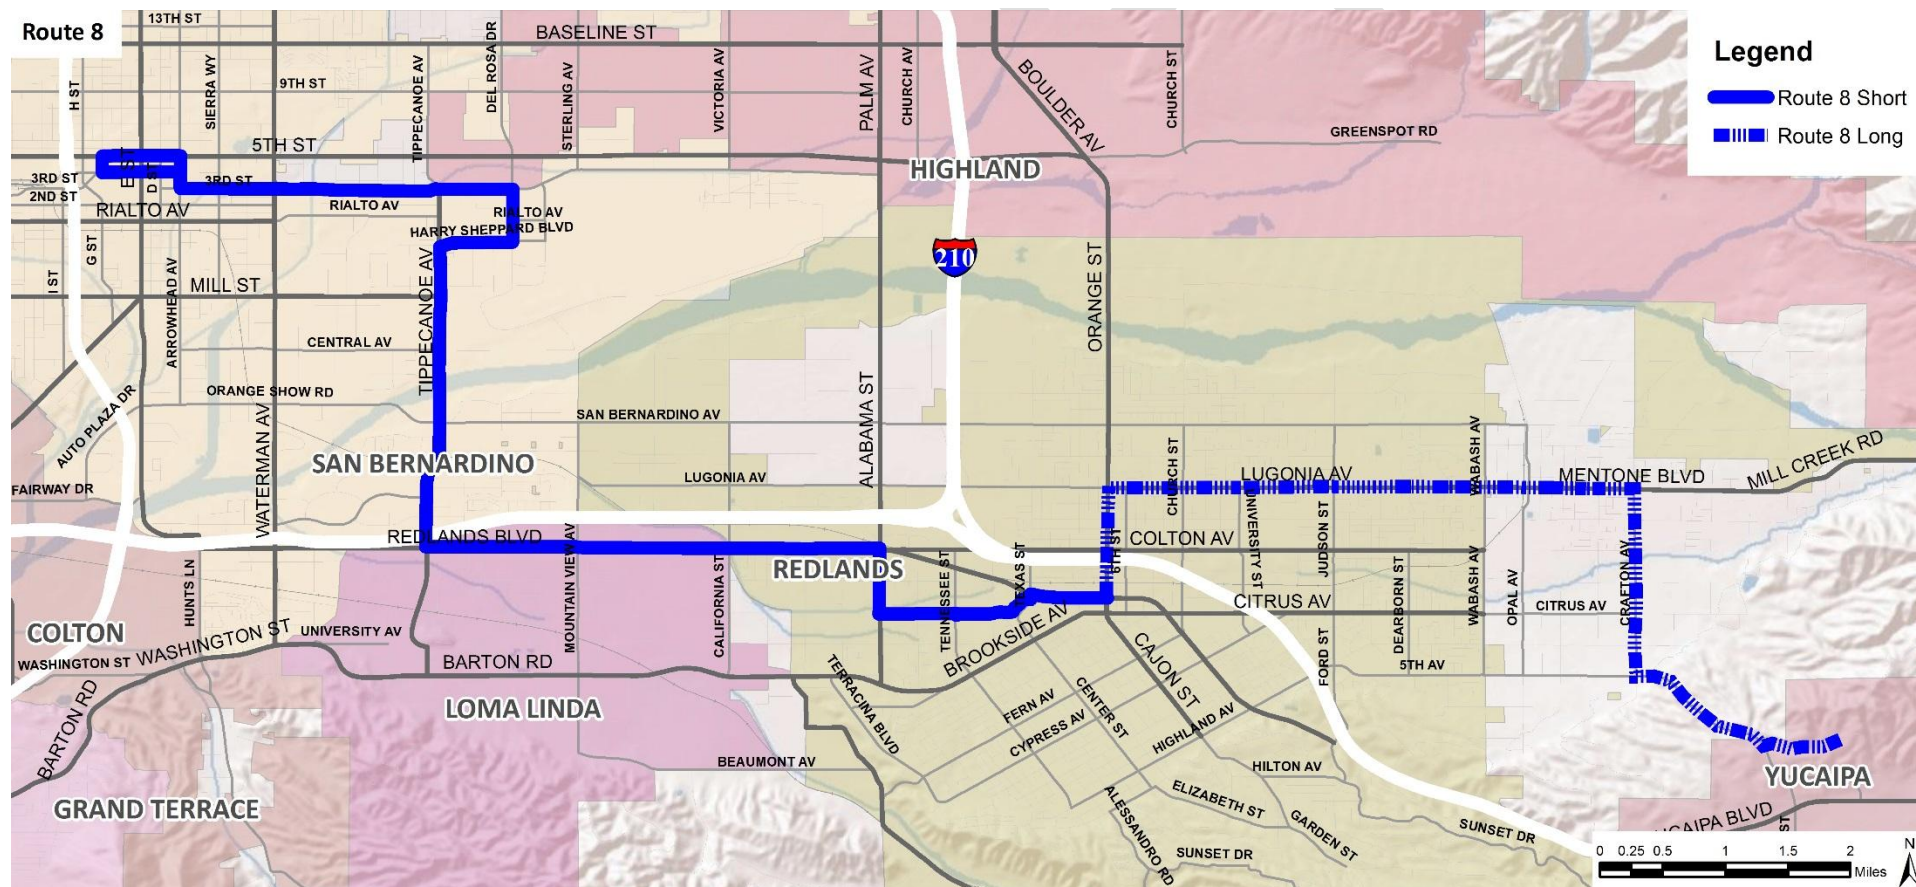 Route 8
13TH ST
BASELINE ST
DEL ROSA DR
H ST
SIERRA WY
9TH ST
TIPPECANOE AV
STERLING AV
VICTORIA AV
PALM AV
CHURCH AV
BOULDER AV
CHURCH ST
GREENSPOT RD
Legend
Route 8 Short
Route 8 Long
5TH ST
E ST
D ST
HIGHLAND
3RD ST
3RD ST
2ND ST
RIALTO AV
RIALTO AV
RIALTO AV
HARRY SHEPPARD BLVD
G ST
I ST
210
ORANGE ST
MILL ST
ARROWHEAD AV
TIPPECANOE AV
CENTRAL AV
ORANGE SHOW RD
AUTO PLAZA DR
WATERMAN AV
SAN BERNARDINO AV
ALABAMA ST
SAN BERNARDINO
FAIRWAY DR
LUGONIA AV
CHURCH ST
LUGONIA AV
WABASH AV
MENTONE BLVD
MILL CREEK RD
REDLANDS BLVD
MOUNTAIN VIEW AV
CALIFORNIA ST
REDLANDS
TENNESSEE ST
TEXAS ST
6TH ST
COLTON AV
UNIVERSITY ST
JUDSON ST
DEARBORN ST
WABASH AV
OPAL AV
CITRUS AV
CITRUS AV
CRAFTON AV
HUNTS LN
COLTON
WASHINGTON ST
WASHINGTON ST
UNIVERSITY AV
BARTON RD
BROOKSIDE AV
CAJON ST
FORD ST
5TH AV
BARTON RD
LOMA LINDA
TERRACINA BLVD
FERN AV
CENTER ST
CYPRESS AV
HIGHLAND AV
BEAUMONT AV
HILTON AV
YUCAIPA
GRAND TERRACE
ALESSANDRO RD
ELIZABETH ST
GARDEN ST
SUNSET DR
SUNSET DR
UCAIPA BLVD
ST
N
0 0.25 0.5 1 1.5 2
Miles